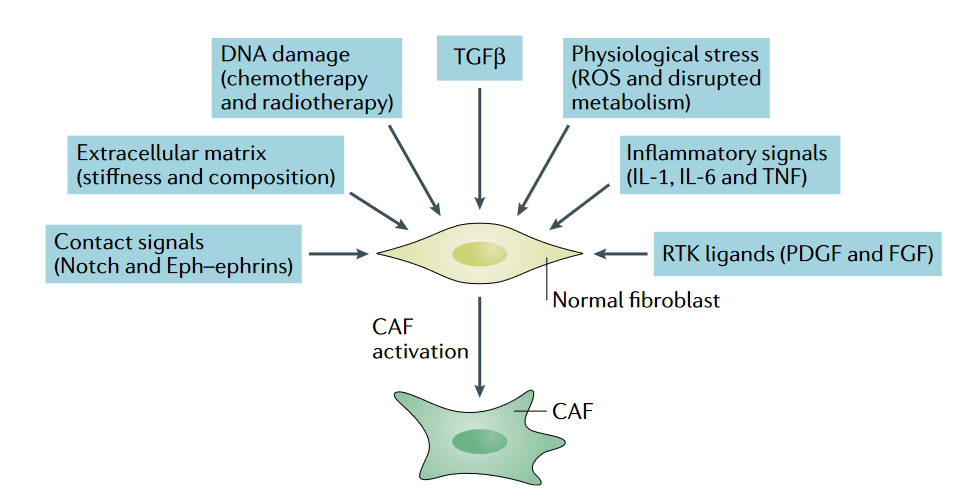 DNA damage
(chemotherapy
and radiotherapy)
TGFβ
Physiological stress
(ROS and disrupted
metabolism)
Extracellular matrix
(stiffness and composition)
Inflammatory signals
(IL-1, IL-6 and TNF)
Contact signals
(Notch and Eph–ephrins)
RTK ligands (PDGF and FGF)
Normal fibroblast
CAF
activation
CAF